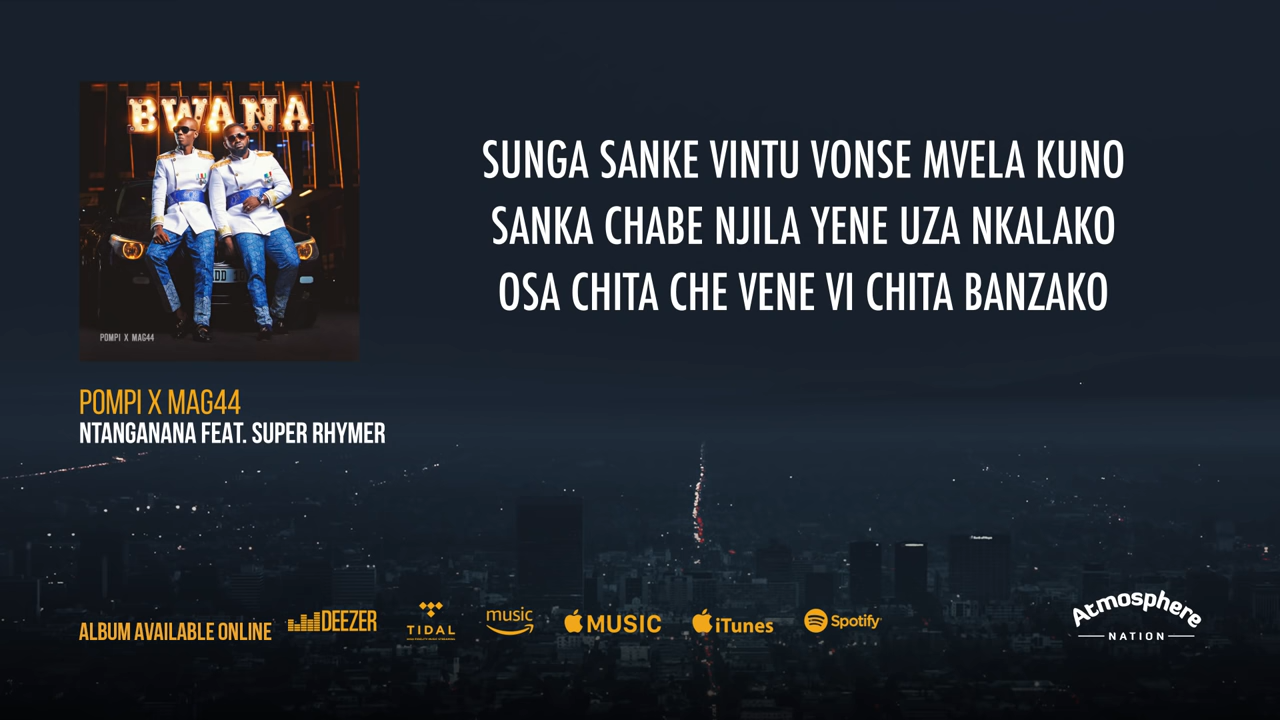 BWANA
POMPI X MAG44
SUNGA SANKE VINTU VONSE MVELA KUNO
SANKA CHABE NJILA YENE UZA NKALAKO
OSA CHITA CHE VENE VI CHITA BANZAKO
POMPI X MAG44
NTANGANANA FEAT. SUPER RHYMER
ALBUM AVAILABLE ONLINE
DEEZER
TIDAL
music
MUSIC
iTunes
Spotify
Atmosphere
NATION